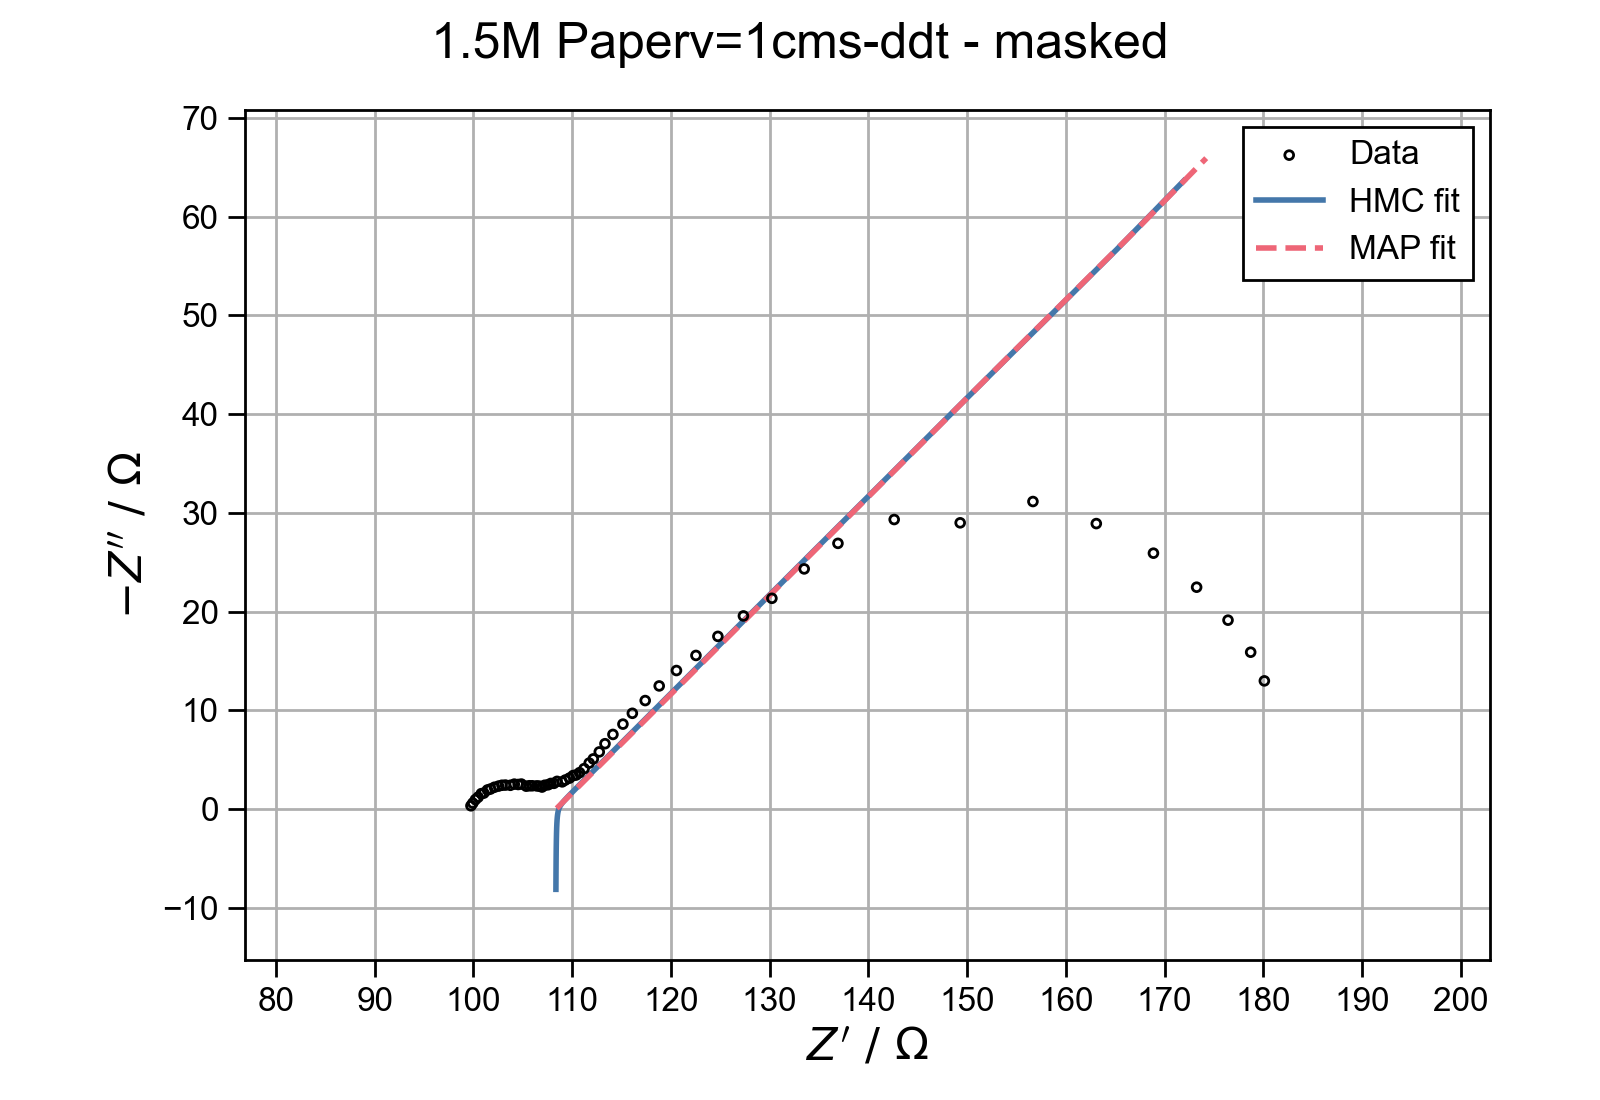 1.5M Paperv=1cms-ddt - masked
70
60
50
40
30
20
10
0
−10
−Z″ / Ω
Data
HMC fit
MAP fit
80 90 100 110 120 130 140 150 160 170 180 190 200
Z′ / Ω